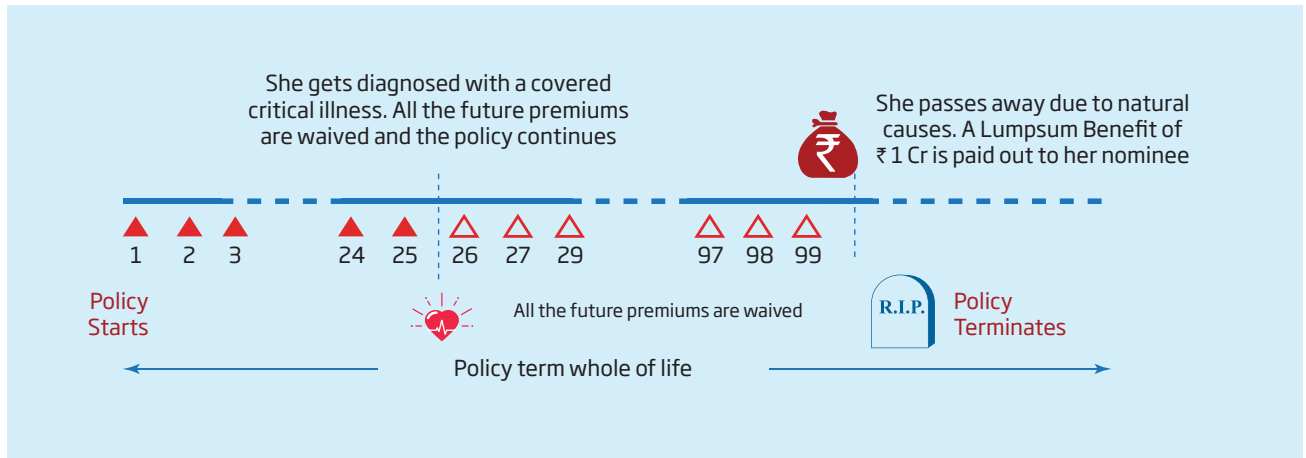 She gets diagnosed with a covered
critical illness. All the future premiums
are waived and the policy continues
₹
She passes away due to natural
causes. A Lumpsum Benefit of
₹ 1 Cr is paid out to her nominee
1 2 3 24 25 26 27 29 97 98 99
Policy
Starts
All the future premiums are waived
R.I.P.
Policy
Terminates
Policy term whole of life